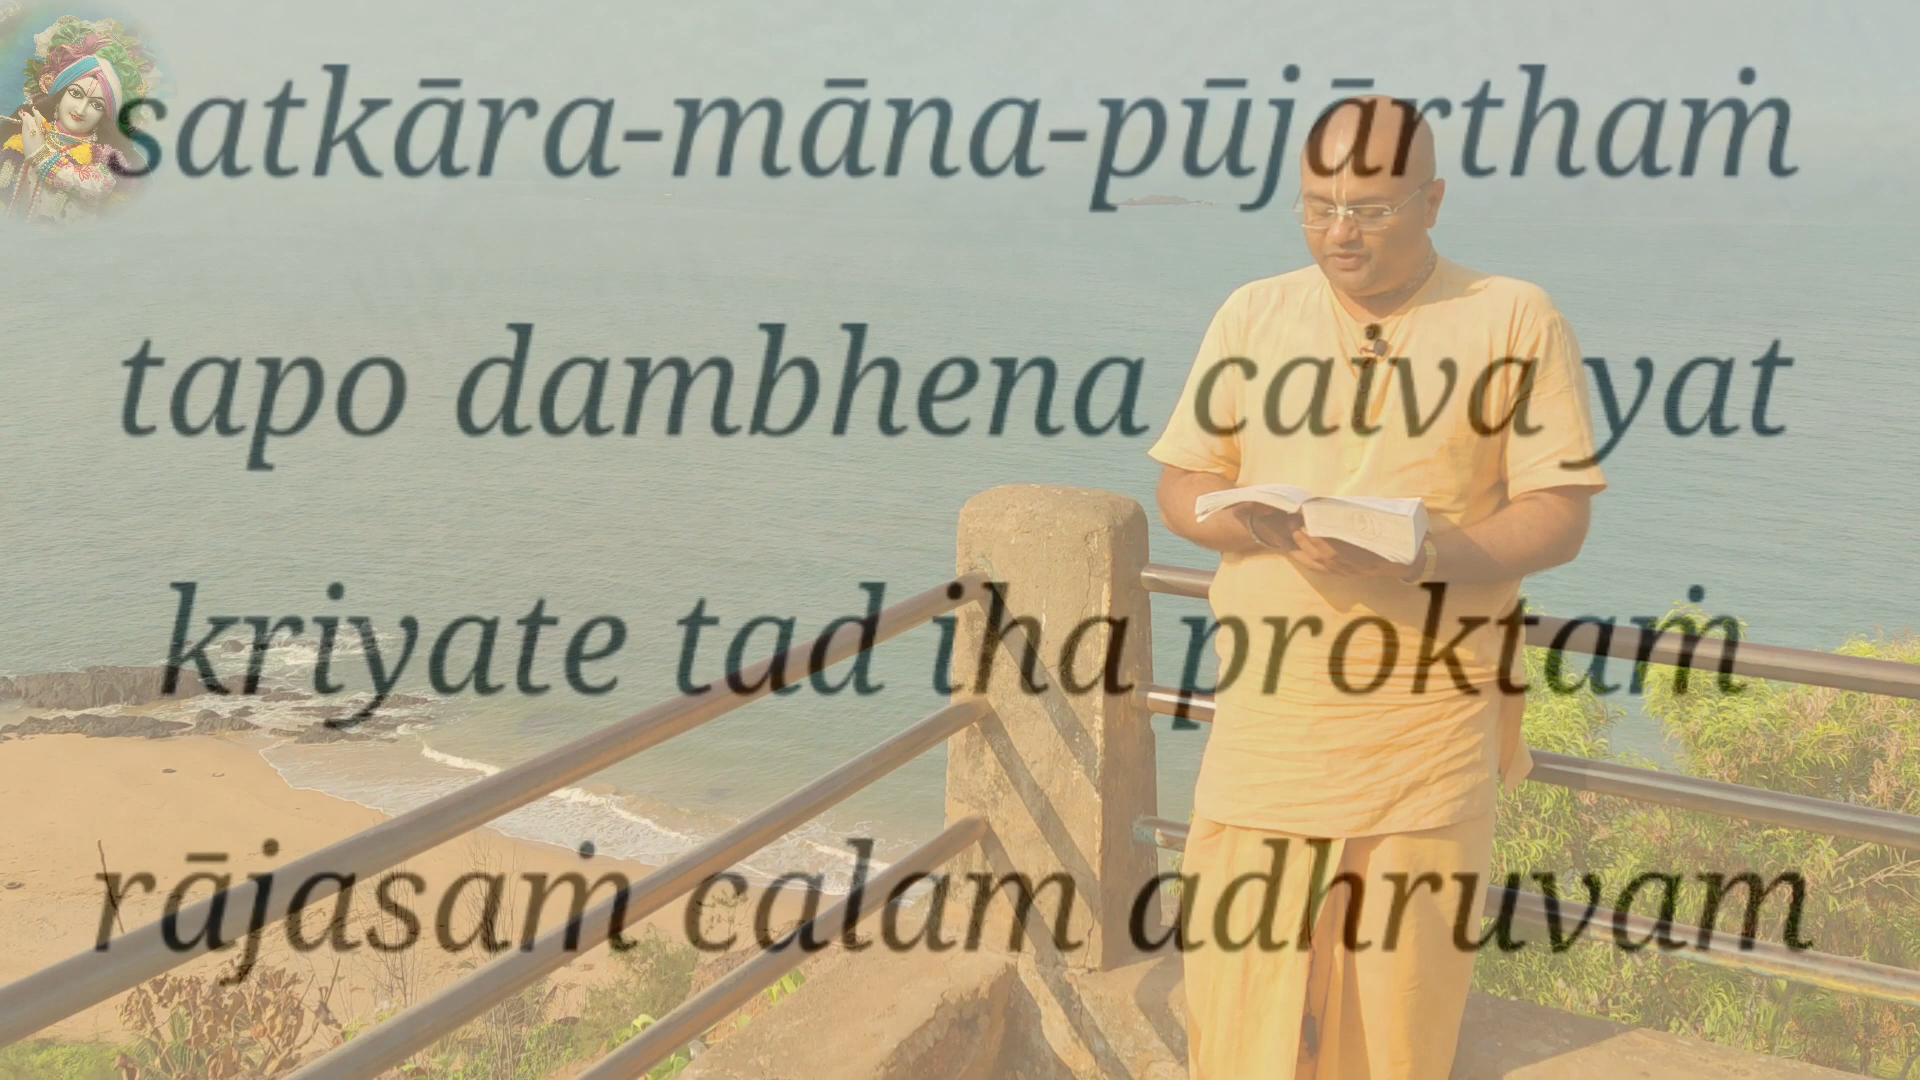 satkāra-māna-pūjārthaṁ
tapo dambhena caiva yat
kriyate tad iha proktaṁ
rājasaṁ calam adhruvam